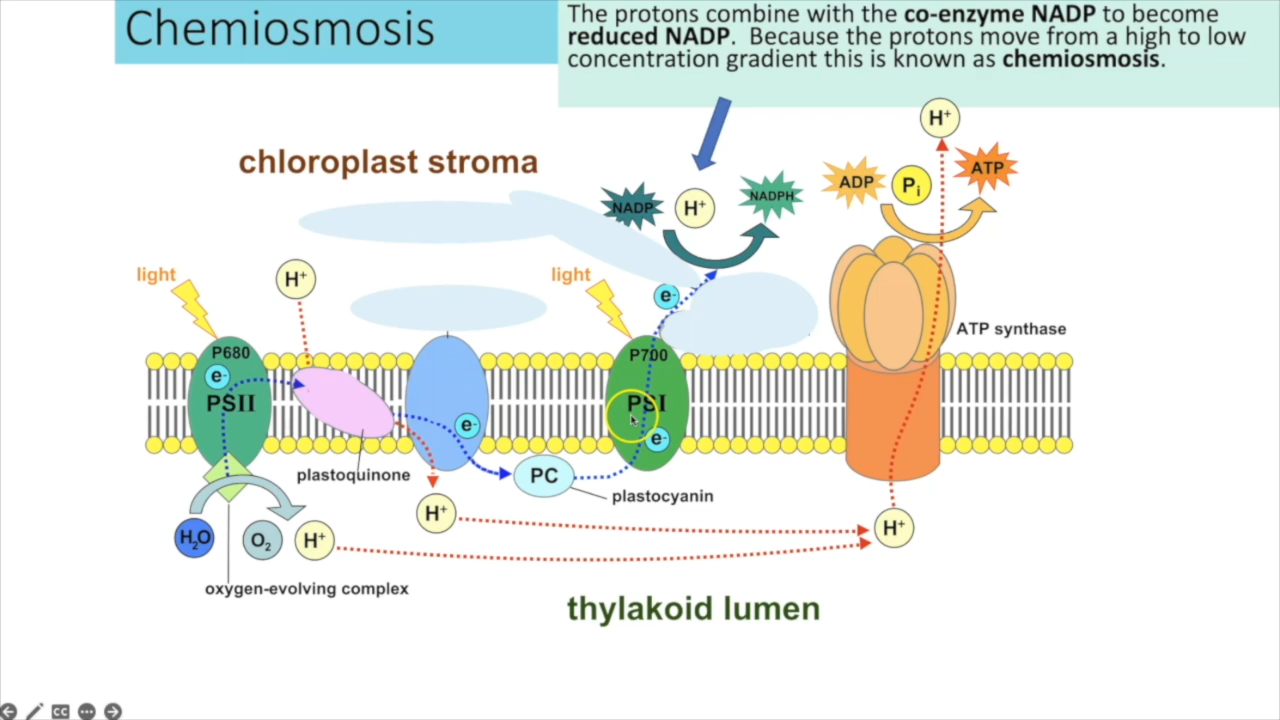 Chemiosmosis
The protons combine with the co-enzyme NADP to become
reduced NADP. Because the protons move from a high to low
concentration gradient this is known as chemiosmosis.
H⁺
chloroplast stroma
ADP
Pᵢ
ATP
NADP
H⁺
NADPH
light
H⁺
light
e⁻
ATP synthase
P680
e⁻
PSII
P700
PSI
e⁻
e⁻
plastoquinone
PC
plastocyanin
H⁺
H⁺
H₂O
O₂
H⁺
oxygen-evolving complex
thylakoid lumen
CC